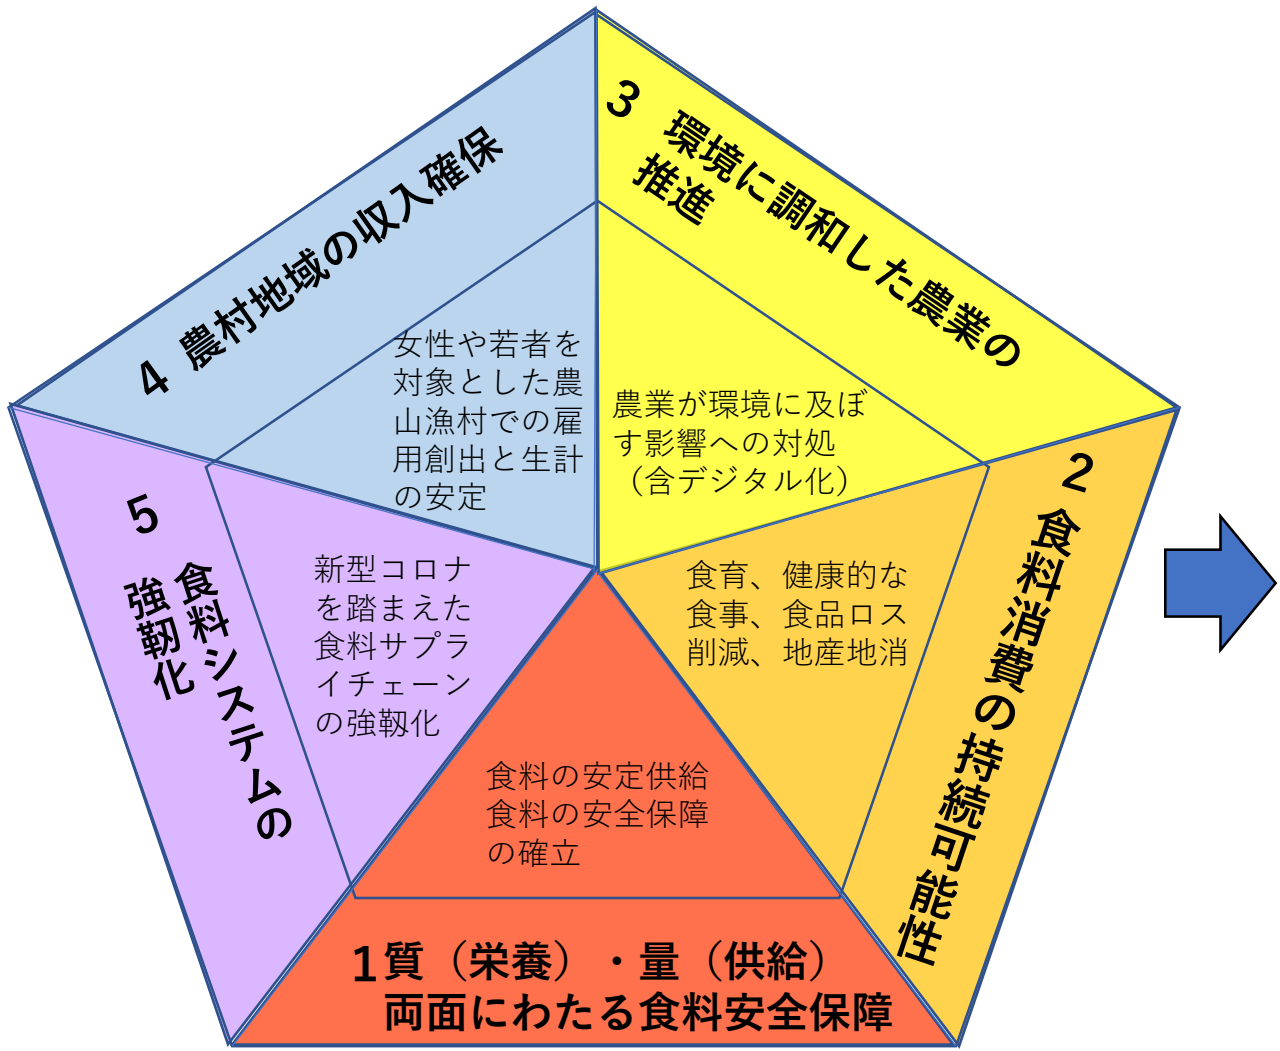 3 環境に調和した農業の
推進
農業が環境に及ぼ
す影響への対処
（含デジタル化）
4 農村地域の収入確保
女性や若者を
対象とした農
山漁村での雇
用創出と生計
の安定
2 食料消費の持続可能性
食育、健康的な
食事、食品ロス
削減、地産地消
5 食料システムの
強靭化
新型コロナ
を踏まえた
食料サプラ
イチェーン
の強靱化
食料の安定供給
食料の安全保障
の確立
1質（栄養）・量（供給）
両面にわたる食料安全保障